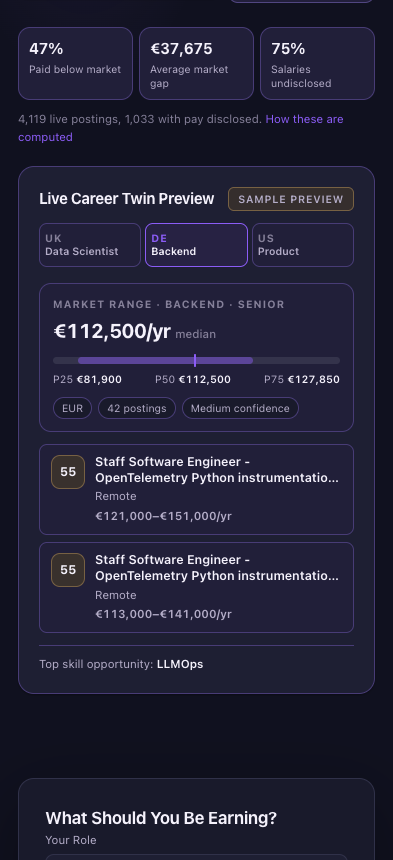 47%
Paid below market
€37,675
Average market
gap
75%
Salaries
undisclosed
4,119 live postings, 1,033 with pay disclosed. How these are
computed
Live Career Twin Preview
SAMPLE PREVIEW
UK
Data Scientist
DE
Backend
US
Product
MARKET RANGE · BACKEND · SENIOR
€112,500/yr median
P25 €81,900
P50 €112,500
P75 €127,850
EUR
42 postings
Medium confidence
55
Staff Software Engineer -
OpenTelemetry Python instrumentatio...
Remote
€121,000–€151,000/yr
55
Staff Software Engineer -
OpenTelemetry Python instrumentatio...
Remote
€113,000–€141,000/yr
Top skill opportunity: LLMOps
What Should You Be Earning?
Your Role